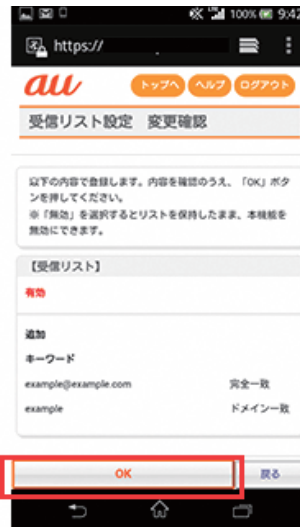 100% 9:42
https://
au
トップへ ヘルプ ログアウト
受信リスト設定 変更確認
以下の内容で登録します。内容を確認のうえ、「OK」ボタ
ンを押してください。
※「無効」を選択するとリストを保持したまま、本機能を
無効にできます。
【受信リスト】
有効
追加
キーワード
example@example.com 完全一致
example ドメイン一致
OK 戻る